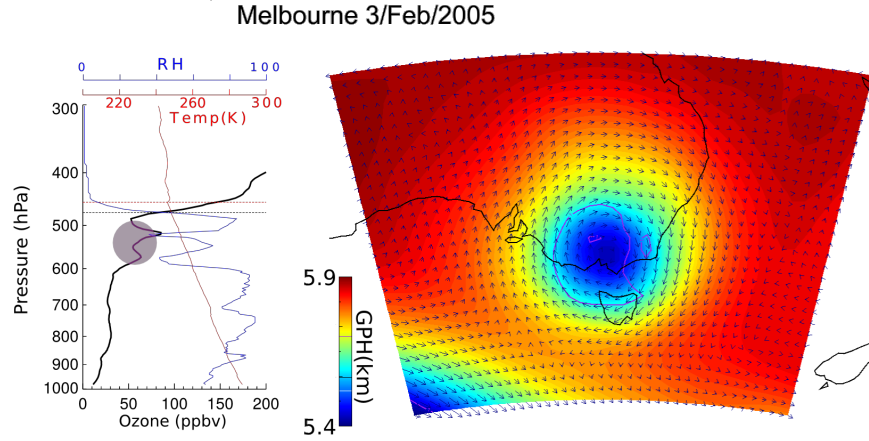 Melbourne 3/Feb/2005
0 RH 100
220 260 300
Temp(K)
300
400
500
600
700
800
900
1000
Pressure (hPa)
0 50 100 150 200
Ozone (ppbv)
5.9
GPH(km)
5.4